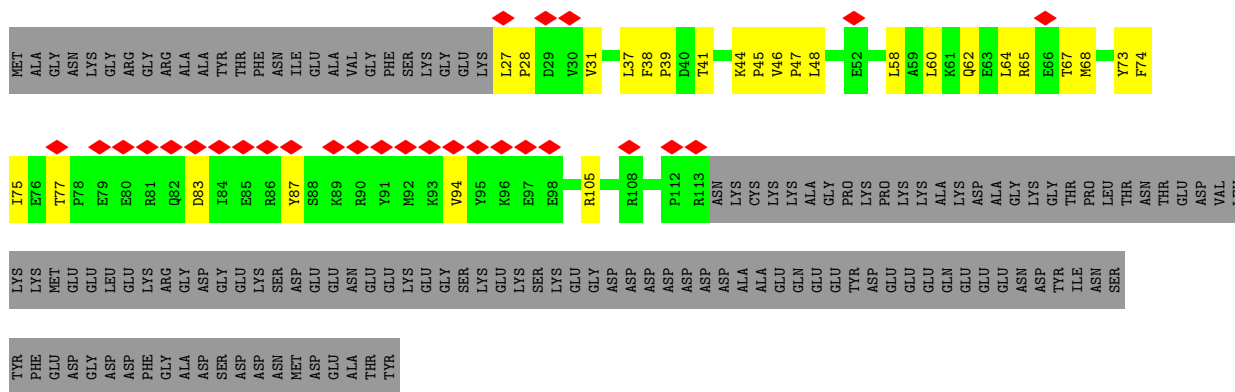 MET ALA GLY ASN LYS GLY ARG GLY ARG ALA ALA TYR THR PHE ASN ILE GLU ALA VAL GLY PHE SER LYS GLY GLU LYS L27 P28 D29 V30 V31 L37 F38 P39 D40 T41 K44 P45 V46 P47 L48 E52 L58 A59 L60 K61 Q62 E63 L64 R65 E66 T67 M68 Y73 F74
I75 E76 T77 P78 E79 E80 R81 Q82 D83 I84 E85 R86 Y87 S88 K89 R90 Y91 M92 K93 V94 Y95 K96 E97 E98 R105 R108 P112 R113 ASN LYS CYS LYS LYS ALA GLY PRO LYS PRO LYS LYS ALA LYS ASP ALA GLY LYS GLY THR PRO LEU THR ASN THR GLU ASP VAL
LYS LYS MET GLU GLU LEU GLU LYS ARG GLY ASP GLY GLU LYS SER ASP GLU GLU ASN GLU GLU LYS GLU GLY SER LYS GLU LYS SER LYS GLU GLY ASP ASP ASP ASP ASP ASP ASP ALA ALA GLU GLN GLU GLU TYR ASP GLU GLU GLU GLN GLU GLU GLU ASN ASP TYR ILE ASN SER
TYR PHE GLU ASP GLY ASP ASP PHE GLY ALA ASP SER ASP ASP ASN MET ASP GLU ALA THR TYR